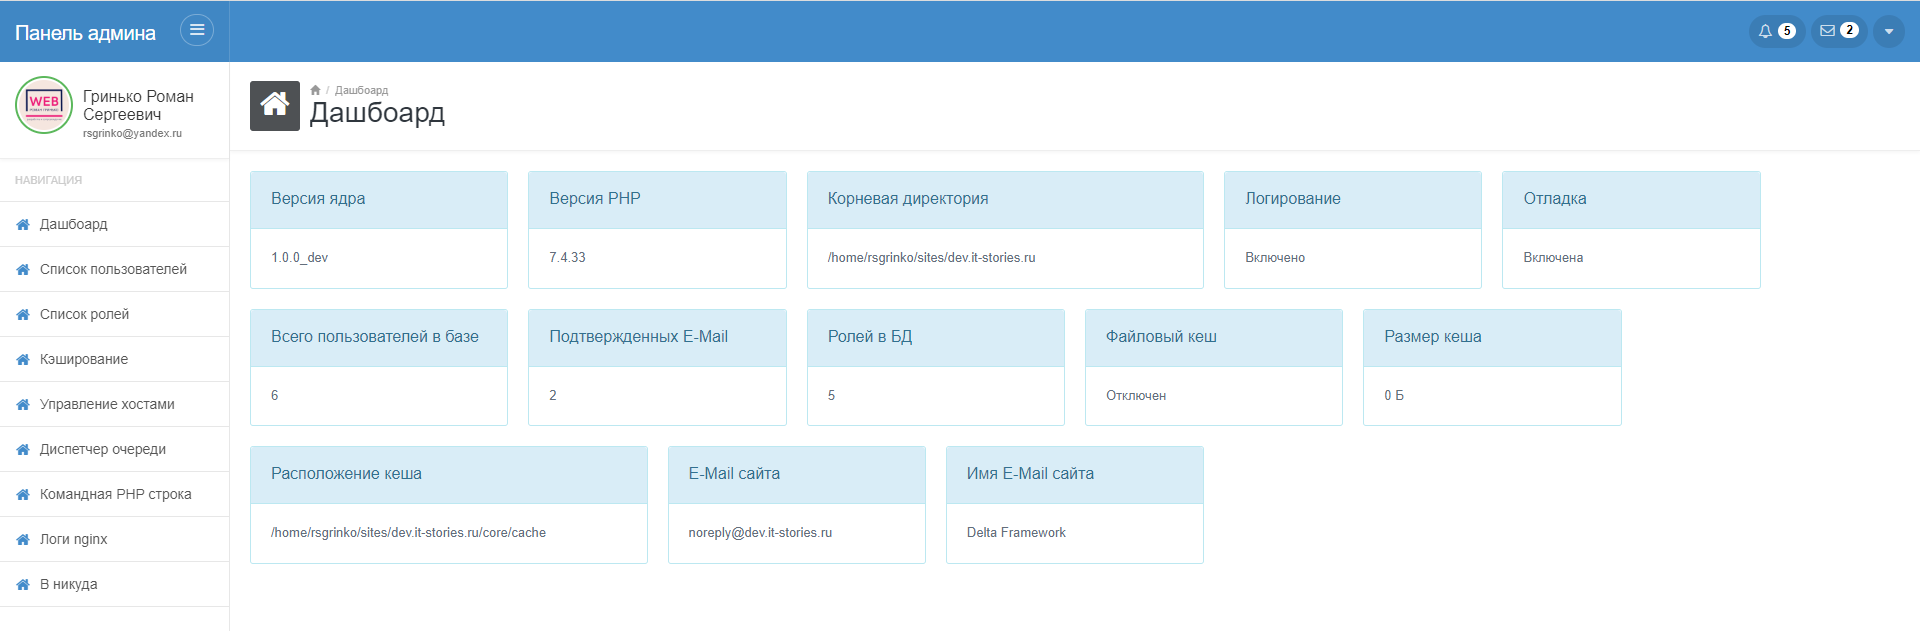 Панель админа
5
2
WEB
РОМАН ГРИНЬКО
Гринько Роман
Сергеевич
rsgrinko@yandex.ru
/ Дашбоард
Дашбоард
НАВИГАЦИЯ
Дашбоард
Список пользователей
Список ролей
Кэширование
Управление хостами
Диспетчер очереди
Командная PHP строка
Логи nginx
В никуда
Версия ядра
1.0.0_dev
Версия PHP
7.4.33
Корневая директория
/home/rsgrinko/sites/dev.it-stories.ru
Логирование
Включено
Отладка
Включена
Всего пользователей в базе
6
Подтвержденных E-Mail
2
Ролей в БД
5
Файловый кеш
Отключен
Размер кеша
0 Б
Расположение кеша
/home/rsgrinko/sites/dev.it-stories.ru/core/cache
E-Mail сайта
noreply@dev.it-stories.ru
Имя E-Mail сайта
Delta Framework